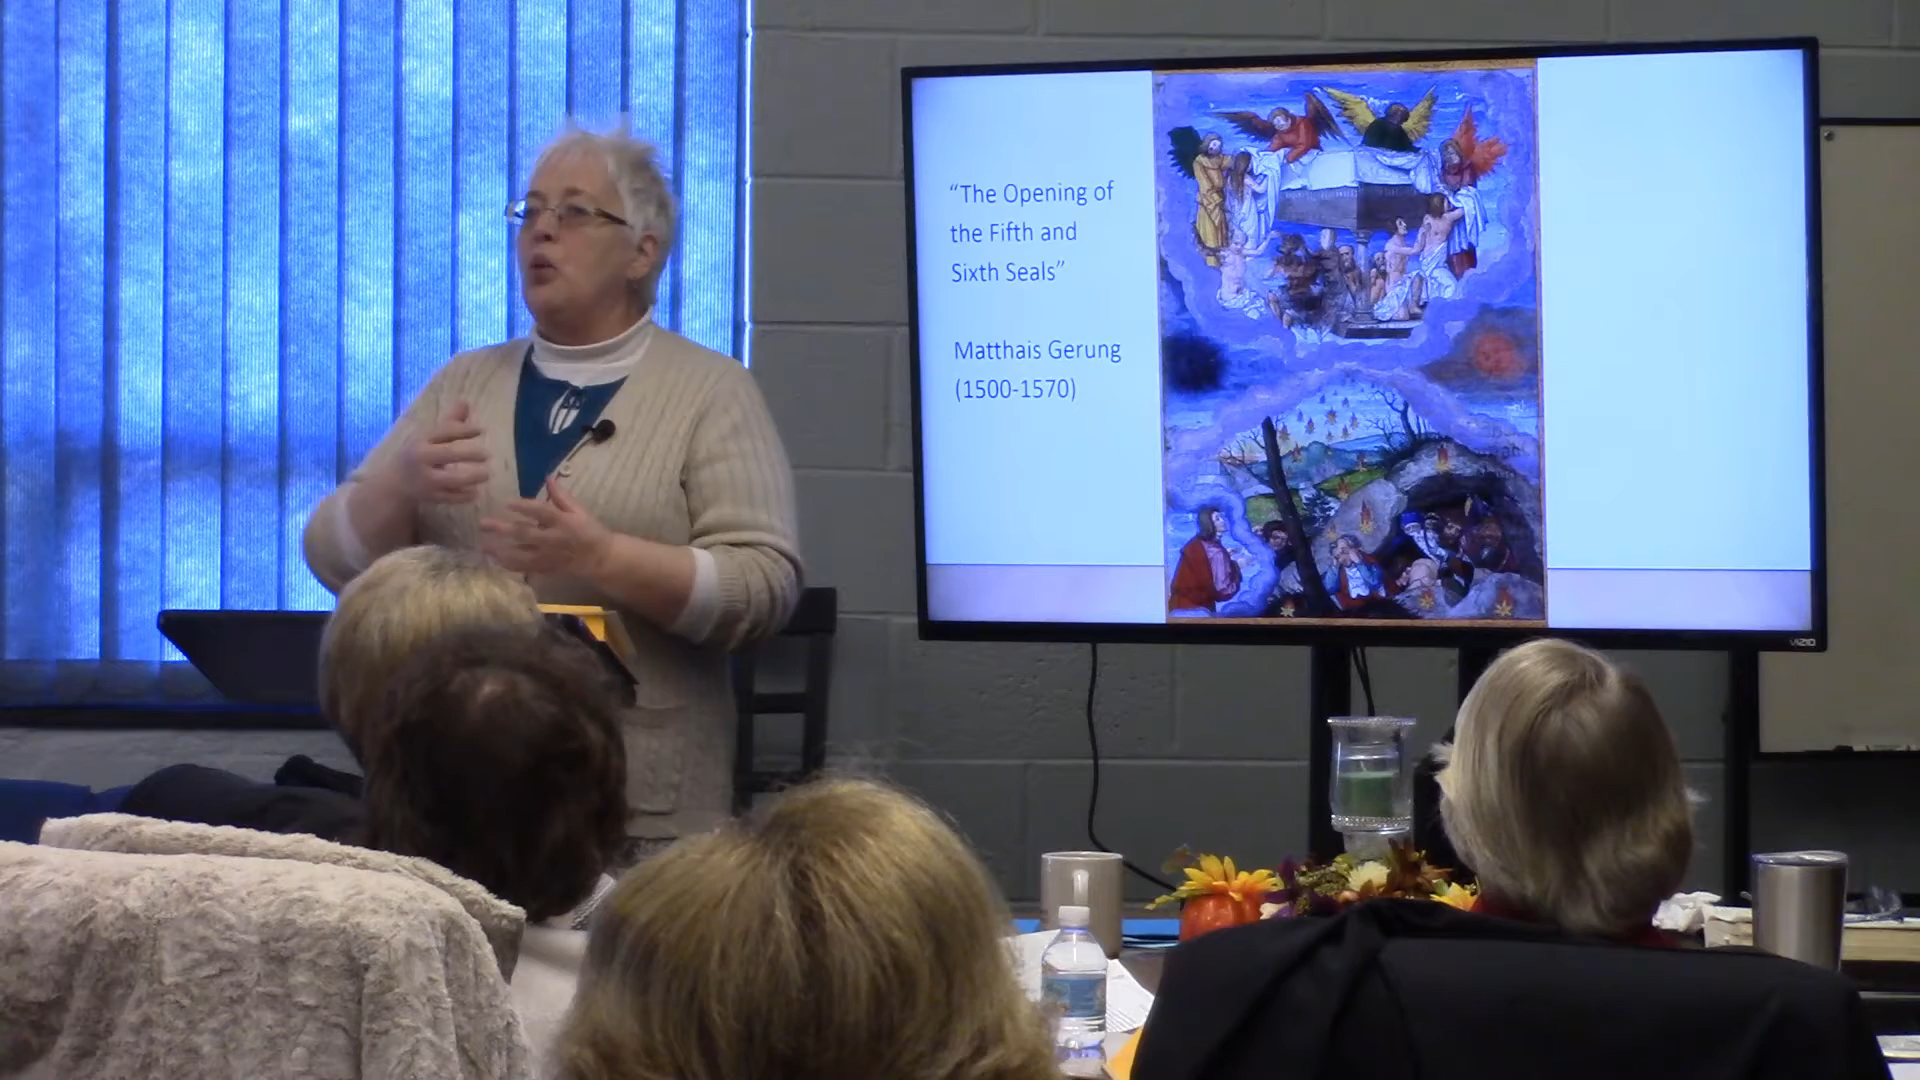 “The Opening of
the Fifth and
Sixth Seals”
Matthais Gerung
(1500-1570)
VIZIO